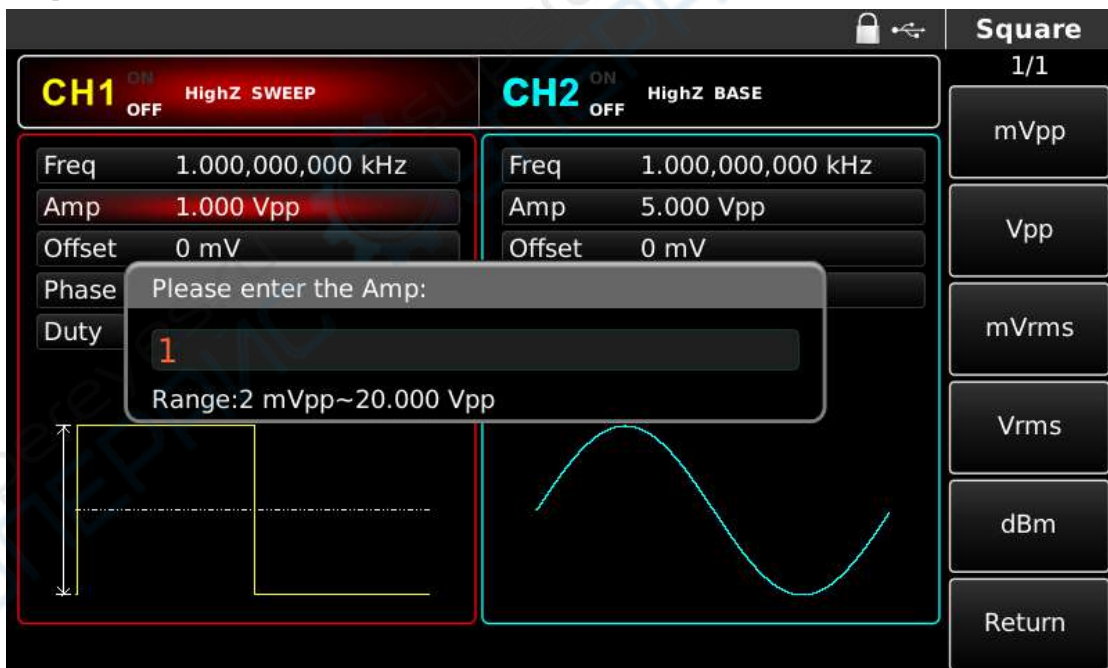 Square
1/1
CH1 ON OFF HighZ SWEEP
CH2 ON OFF HighZ BASE
Freq 1.000,000,000 kHz
Amp 1.000 Vpp
Offset 0 mV
Phase
Duty
Freq 1.000,000,000 kHz
Amp 5.000 Vpp
Offset 0 mV
Please enter the Amp:
1
Range:2 mVpp~20.000 Vpp
mVpp
Vpp
mVrms
Vrms
dBm
Return